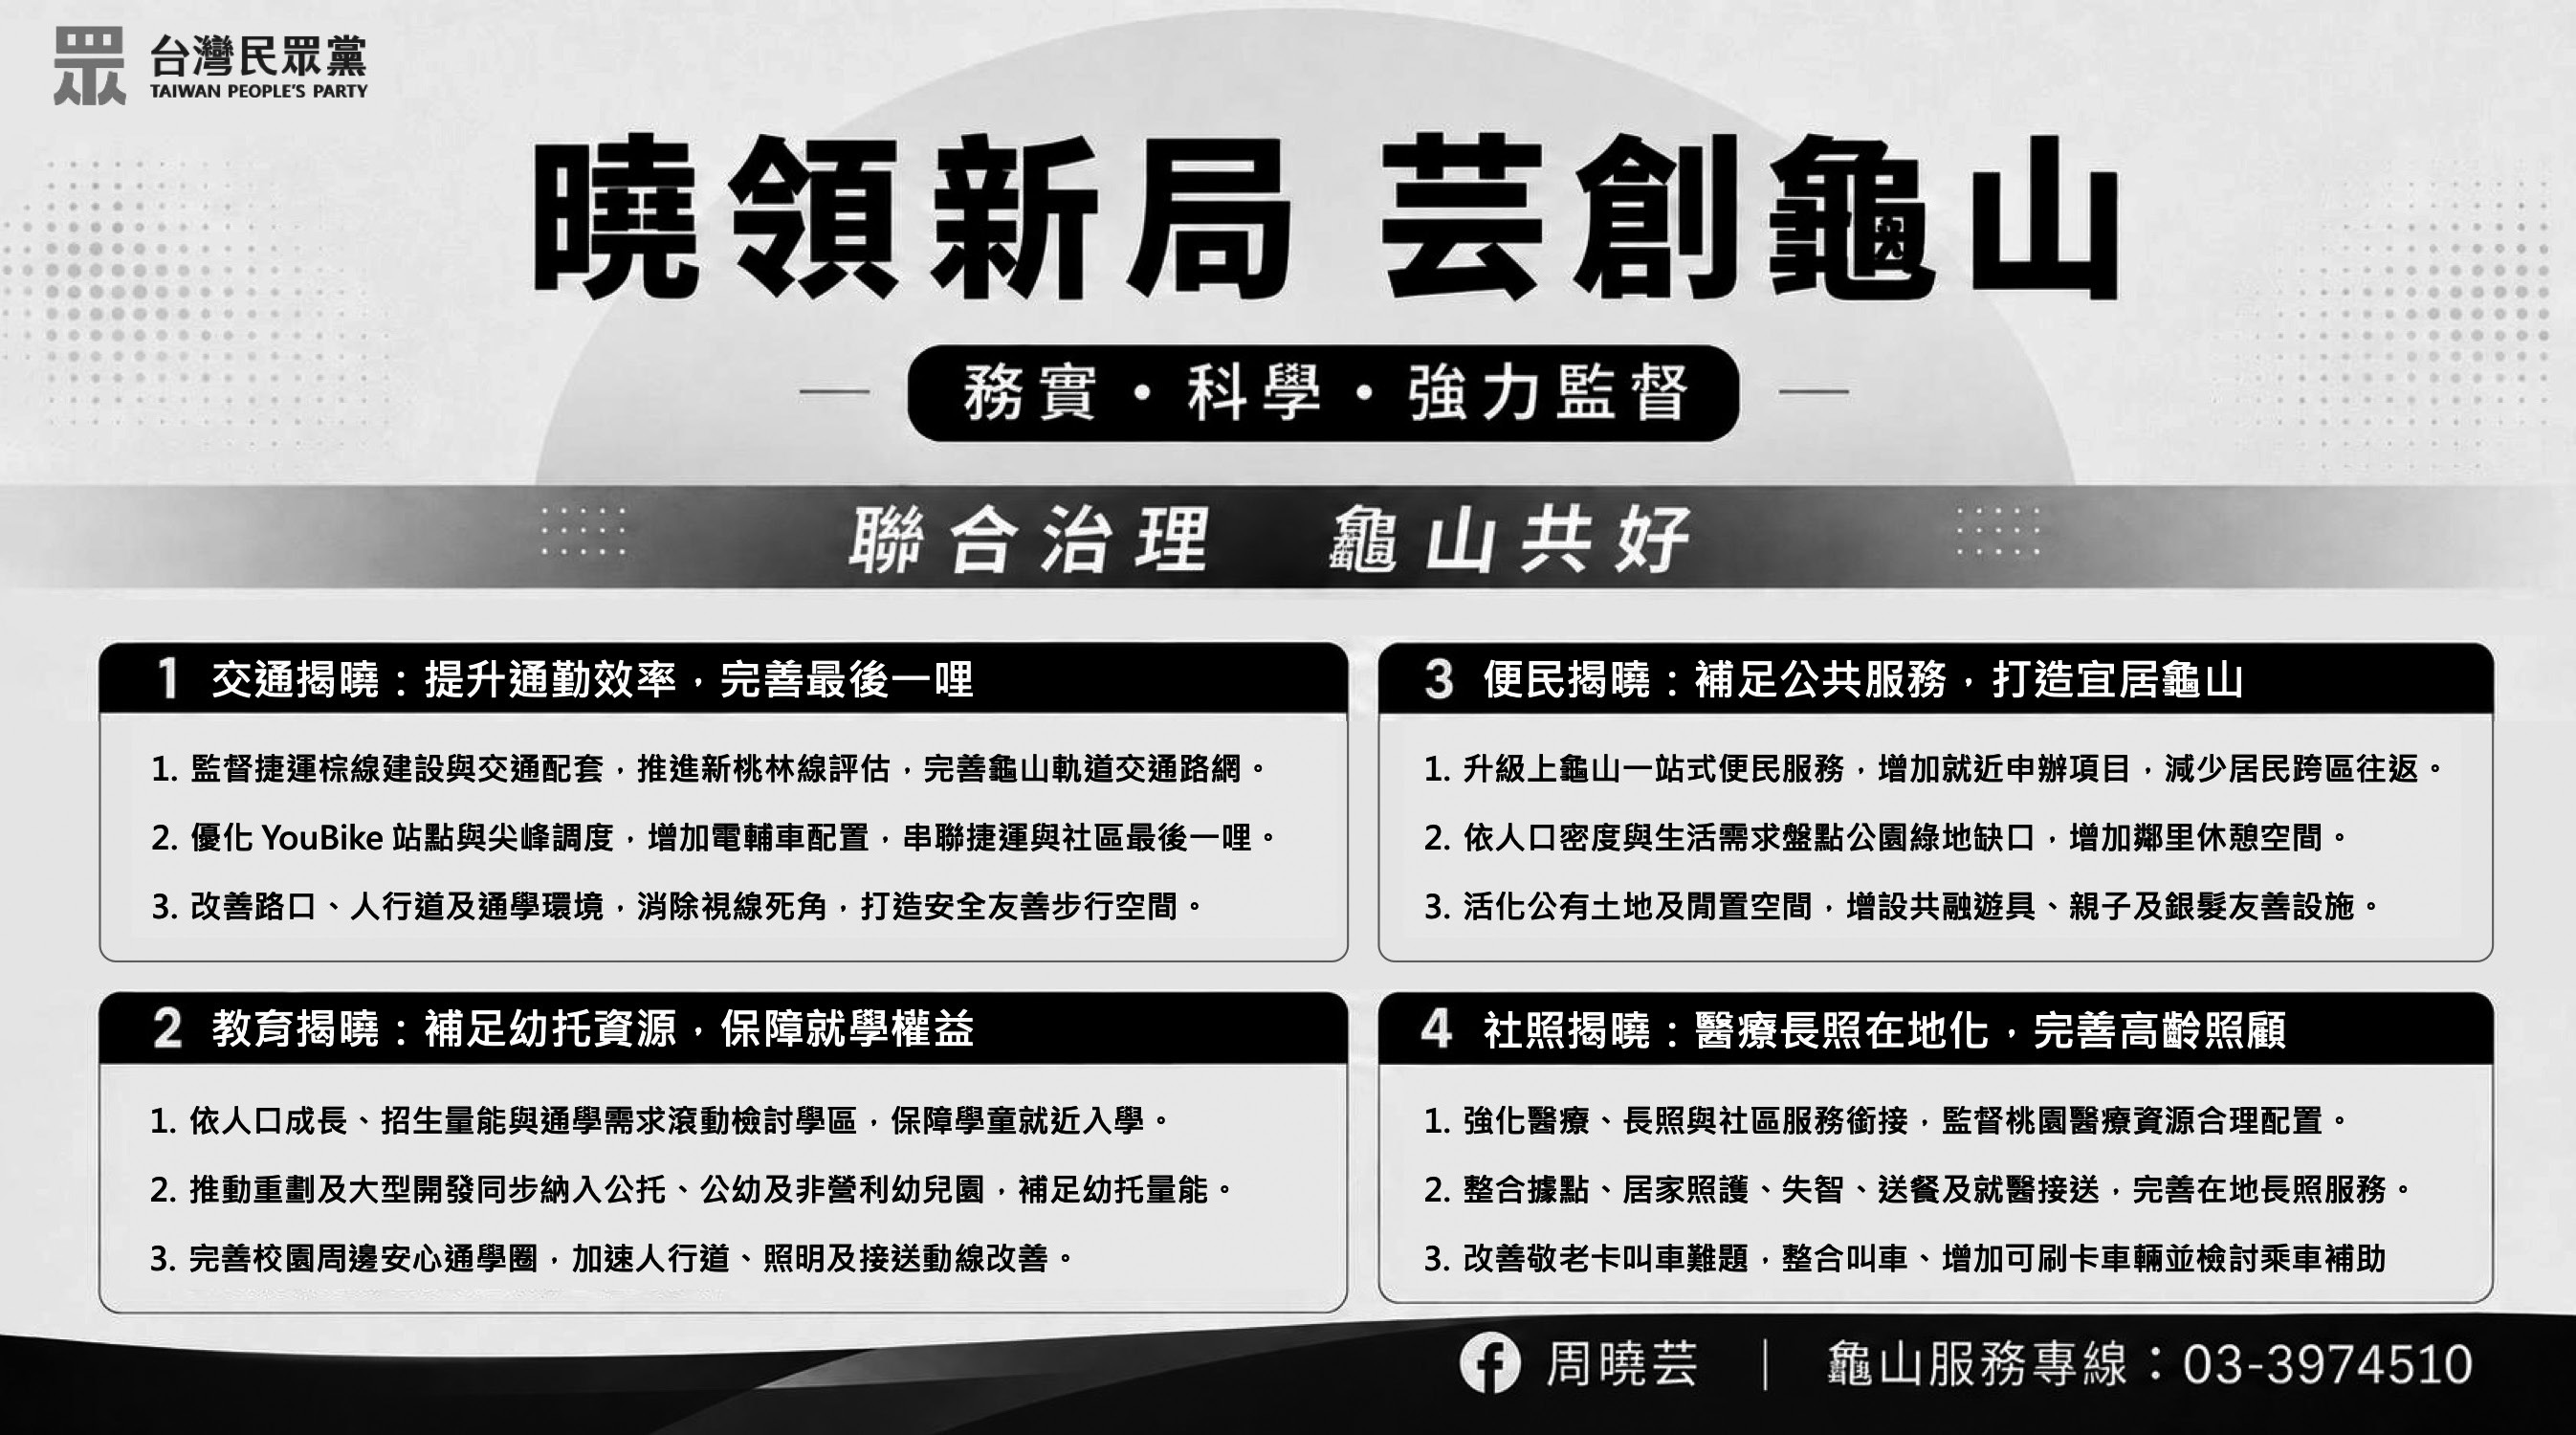 眾 台灣民眾黨
TAIWAN PEOPLE'S PARTY
曉領新局 芸創龜山
務實・科學・強力監督
聯合治理 龜山共好
1 交通揭曉：提升通勤效率，完善最後一哩
1. 監督捷運棕線建設與交通配套，推進新桃林線評估，完善龜山軌道交通路網。
2. 優化 YouBike 站點與尖峰調度，增加電輔車配置，串聯捷運與社區最後一哩。
3. 改善路口、人行道及通學環境，消除視線死角，打造安全友善步行空間。
2 教育揭曉：補足幼托資源，保障就學權益
1. 依人口成長、招生量能與通學需求滾動檢討學區，保障學童就近入學。
2. 推動重劃及大型開發同步納入公托、公幼及非營利幼兒園，補足幼托量能。
3. 完善校園周邊安心通學圈，加速人行道、照明及接送動線改善。
3 便民揭曉：補足公共服務，打造宜居龜山
1. 升級上龜山一站式便民服務，增加就近申辦項目，減少居民跨區往返。
2. 依人口密度與生活需求盤點公園綠地缺口，增加鄰里休憩空間。
3. 活化公有土地及閒置空間，增設共融遊具、親子及銀髮友善設施。
4 社照揭曉：醫療長照在地化，完善高齡照顧
1. 強化醫療、長照與社區服務銜接，監督桃園醫療資源合理配置。
2. 整合據點、居家照護、失智、送餐及就醫接送，完善在地長照服務。
3. 改善敬老卡叫車難題，整合叫車、增加可刷卡車輛並檢討乘車補助
周曉芸 | 龜山服務專線：03-3974510